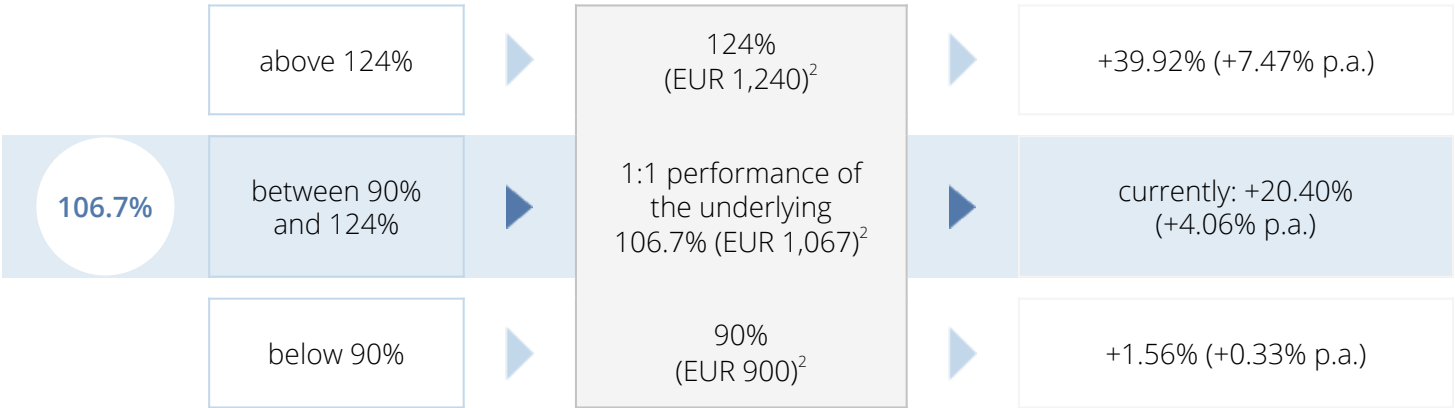 above 124%
124%
(EUR 1,240)²
+39.92% (+7.47% p.a.)
106.7%
between 90%
and 124%
1:1 performance of
the underlying
106.7% (EUR 1,067)²
currently: +20.40%
(+4.06% p.a.)
below 90%
90%
(EUR 900)²
+1.56% (+0.33% p.a.)